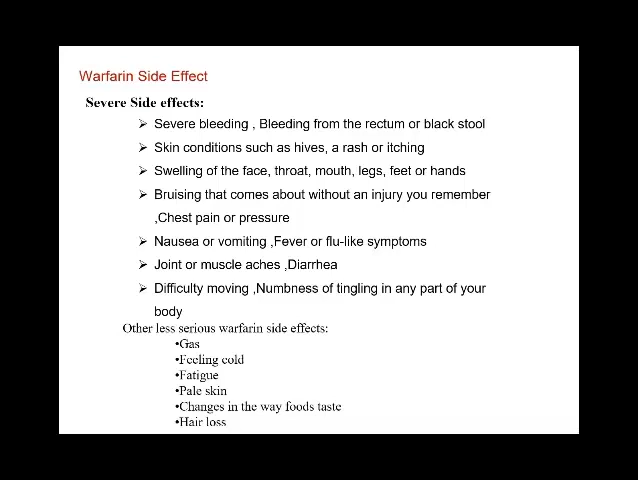 Warfarin Side Effect
Severe Side effects:
➢ Severe bleeding , Bleeding from the rectum or black stool
➢ Skin conditions such as hives, a rash or itching
➢ Swelling of the face, throat, mouth, legs, feet or hands
➢ Bruising that comes about without an injury you remember
,Chest pain or pressure
➢ Nausea or vomiting ,Fever or flu-like symptoms
➢ Joint or muscle aches ,Diarrhea
➢ Difficulty moving ,Numbness of tingling in any part of your
body
Other less serious warfarin side effects:
•Gas
•Feeling cold
•Fatigue
•Pale skin
•Changes in the way foods taste
•Hair loss